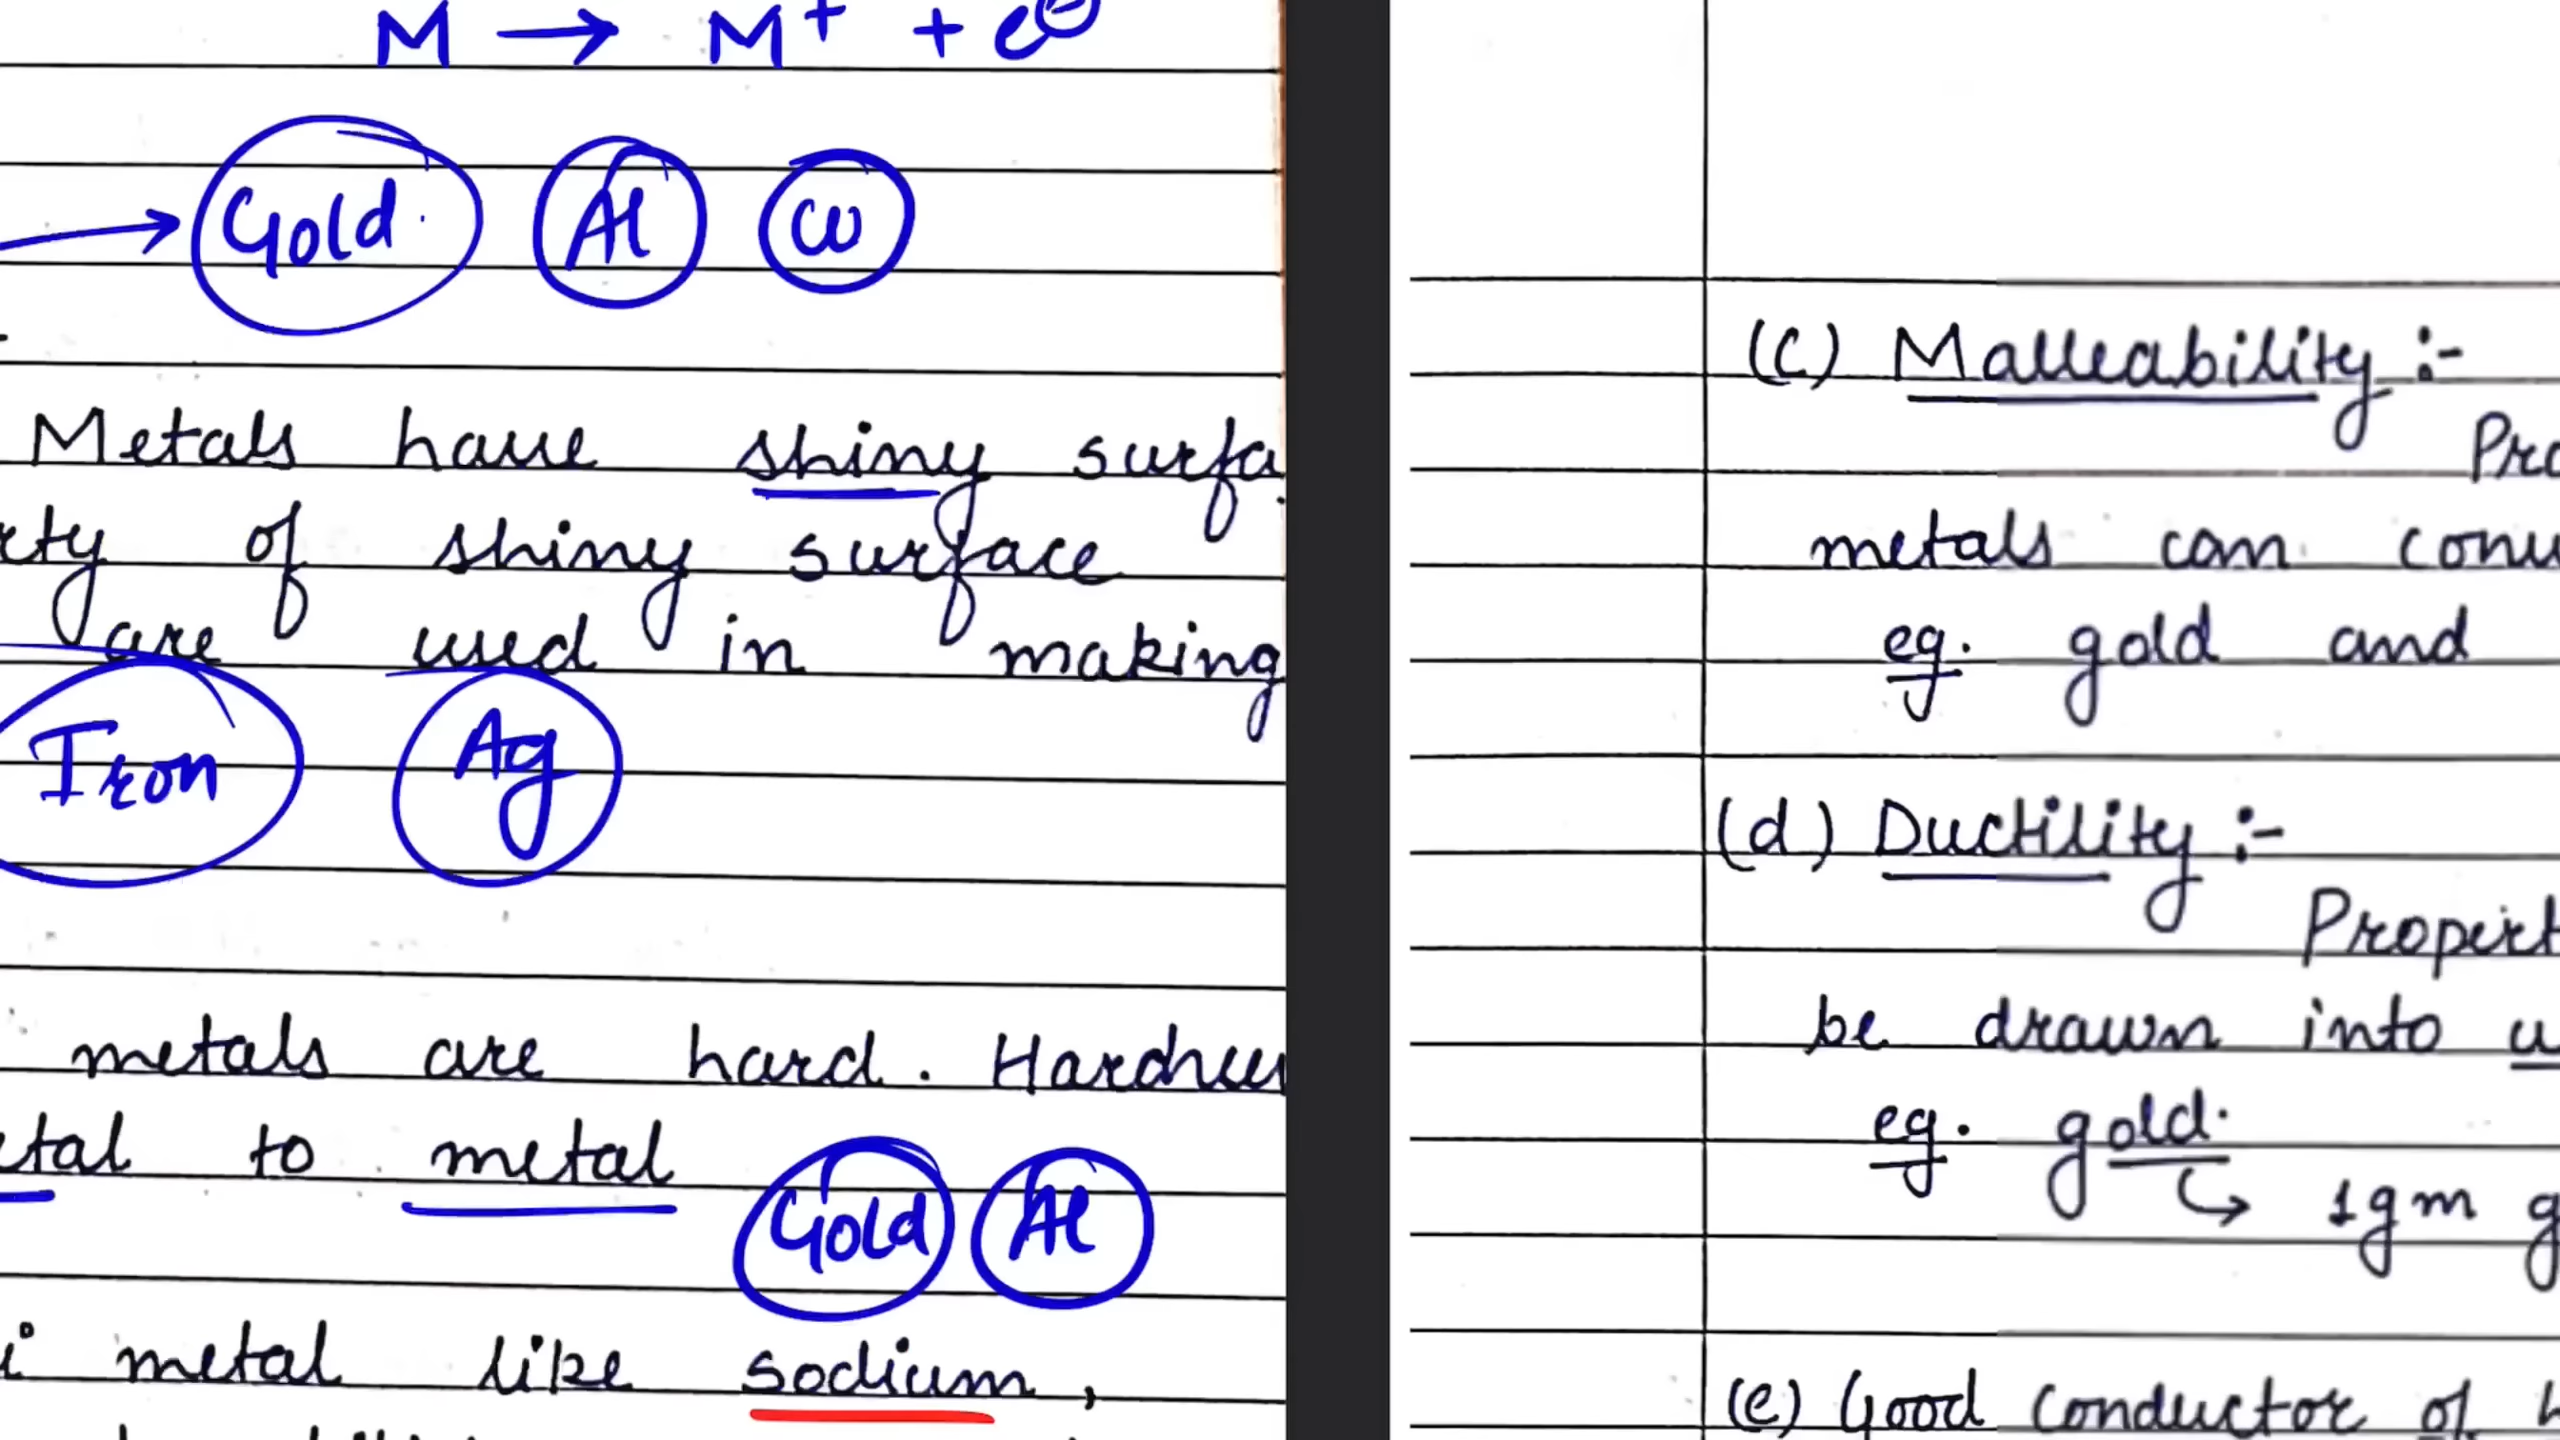 M → M⁺ + e⊖
→ Gold. Al Cu
Metals have shiny surfa
rty of shiny surface
are used in making
Iron Ag
metals are hard. Hardne
etal to metal
Gold Al
i metal like sodium,
(c) Malleability :-
Pro
metals can conv
eg. gold and
(d) Ductility :-
Propert
be drawn into w
eg. gold.
↳ 1gm g
(e) Good conductor of h